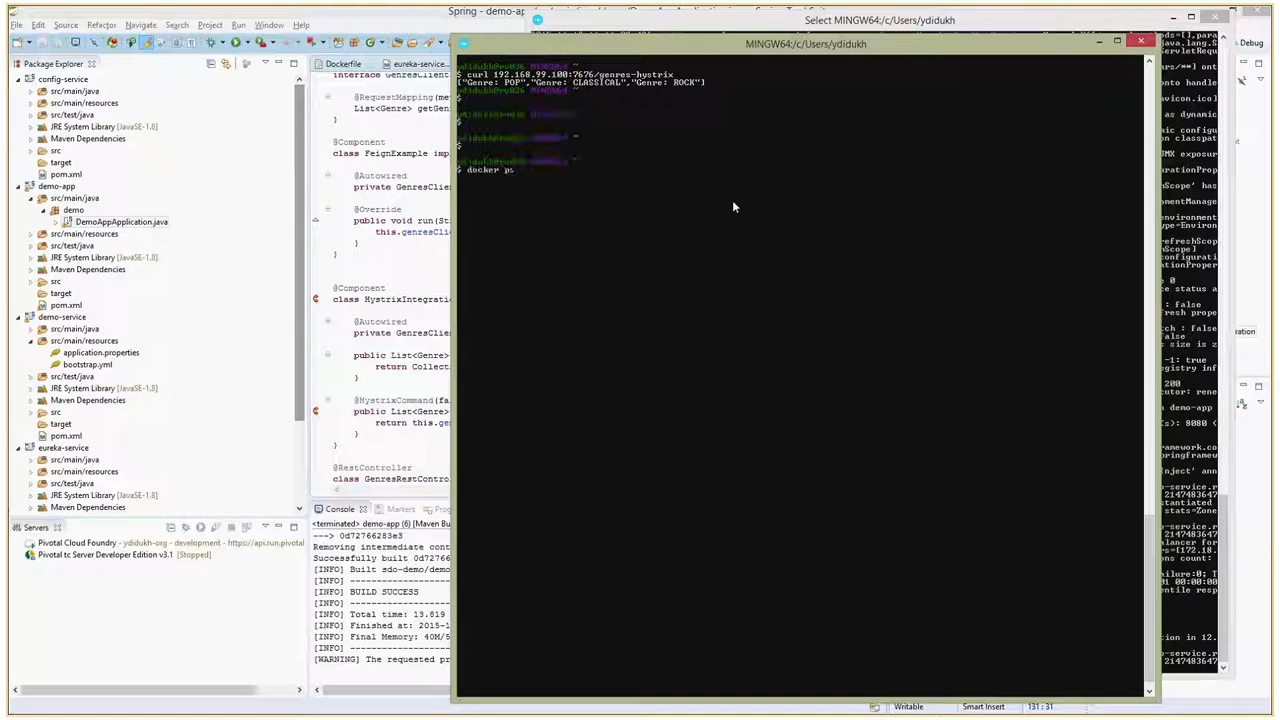 Spring - demo-a
Select MINGW64:/c/Users/ydidukh
File Edit Source Refactor Navigate Search Project Run Window Help
MINGW64:/c/Users/ydidukh
Debug
Package Explorer
Dockerfile
eureka-service
config-service
src/main/java
src/main/resources
src/test/java
JRE System Library [JavaSE-1.8]
Maven Dependencies
src
target
pom.xml
demo-app
src/main/java
demo
DemoAppApplication.java
src/main/resources
src/test/java
JRE System Library [JavaSE-1.8]
Maven Dependencies
src
target
pom.xml
demo-service
src/main/java
src/main/resources
application.properties
bootstrap.yml
src/test/java
JRE System Library [JavaSE-1.8]
Maven Dependencies
src
target
pom.xml
eureka-service
src/main/java
src/main/resources
src/test/java
JRE System Library [JavaSE-1.8]
Maven Dependencies
interface GenresClien
@RequestMapping(me
List<Genre> getGen
}
@Component
class FeignExample imp
@Autowired
private GenresClie
@Override
public void run(St
this.genresCli
}
}
@Component
class HystrixIntegrati
@Autowired
private GenresClie
public List<Genre>
return Collec
}
@HystrixCommand(fa
public List<Genre>
return this.ge
}
}
@RestController
class GenresRestContro
$ curl 192.168.99.100:7676/genres-hystrix
["Genre: POP","Genre: CLASSICAL","Genre: ROCK"]
$
$
$
$ docker ps
Servers
Pivotal Cloud Foundry - ydidukh-org - development - https://api.run.pivotal
Pivotal tc Server Developer Edition v3.1 [Stopped]
Console Markers
<terminated> demo-app (6) [Maven Bu
---> 0d72766283e3
Removing intermediate cont
Successfully built 0d72766
[INFO] Built sdo-demo/demo
[INFO] --------------------
[INFO] BUILD SUCCESS
[INFO] --------------------
[INFO] Total time: 13.819
[INFO] Finished at: 2015-1
[INFO] Final Memory: 40M/5
[INFO] --------------------
[WARNING] The requested pr
Writable Smart Insert 131 : 31